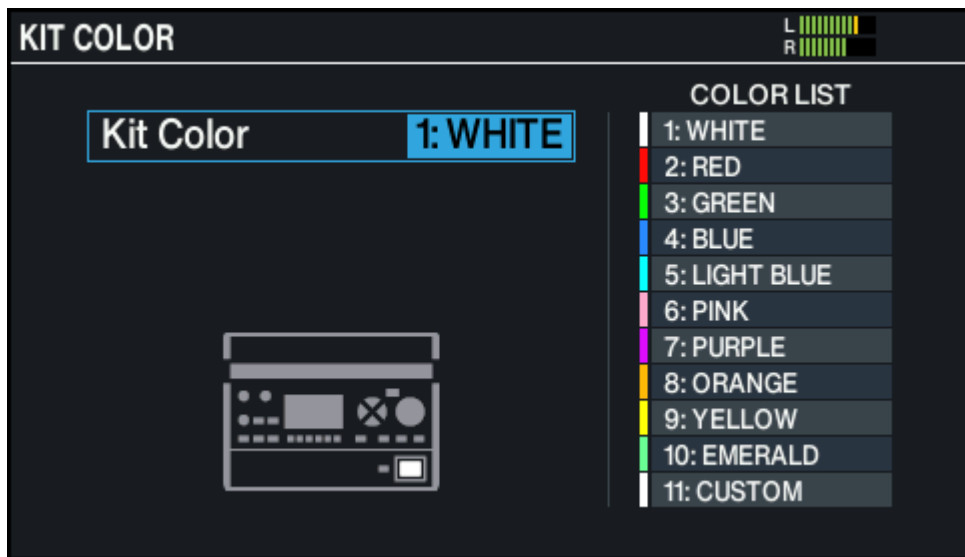 KIT COLOR
L
R
Kit Color 1: WHITE
COLOR LIST
1: WHITE
2: RED
3: GREEN
4: BLUE
5: LIGHT BLUE
6: PINK
7: PURPLE
8: ORANGE
9: YELLOW
10: EMERALD
11: CUSTOM